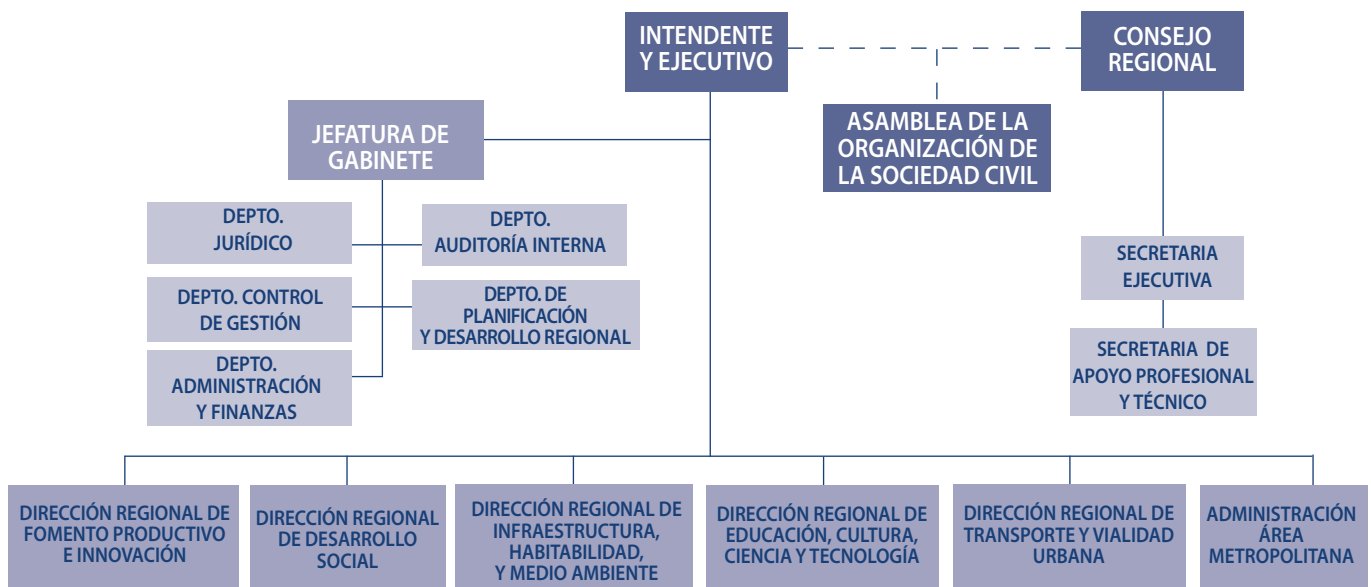 INTENDENTE
Y EJECUTIVO
CONSEJO
REGIONAL
JEFATURA DE
GABINETE
ASAMBLEA DE LA
ORGANIZACIÓN DE
LA SOCIEDAD CIVIL
DEPTO.
JURÍDICO
DEPTO.
AUDITORÍA INTERNA
SECRETARIA
EJECUTIVA
DEPTO. CONTROL
DE GESTIÓN
DEPTO. DE
PLANIFICACIÓN
Y DESARROLLO REGIONAL
DEPTO.
ADMINISTRACIÓN
Y FINANZAS
SECRETARIA DE
APOYO PROFESIONAL
Y TÉCNICO
DIRECCIÓN REGIONAL DE
FOMENTO PRODUCTIVO
E INNOVACIÓN
DIRECCIÓN REGIONAL
DE DESARROLLO
SOCIAL
DIRECCIÓN REGIONAL DE
INFRAESTRUCTURA,
HABITABILIDAD,
Y MEDIO AMBIENTE
DIRECCIÓN REGIONAL DE
EDUCACIÓN, CULTURA,
CIENCIA Y TECNOLOGÍA
DIRECCIÓN REGIONAL DE
TRANSPORTE Y VIALIDAD
URBANA
ADMINISTRACIÓN
ÁREA
METROPOLITANA